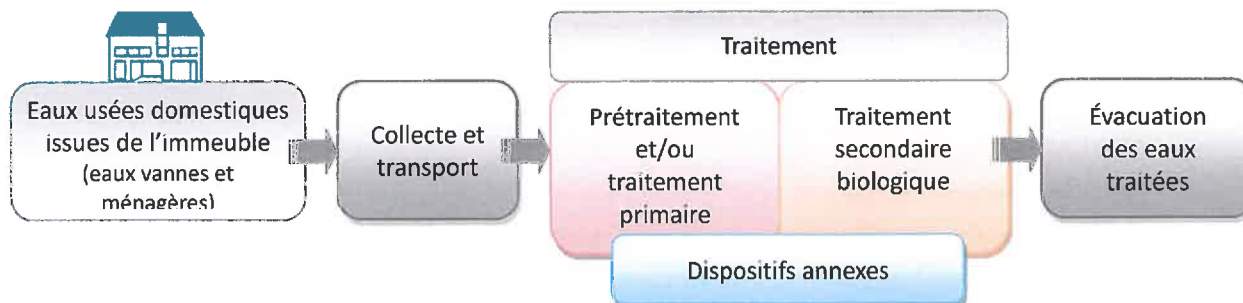 Eaux usées domestiques
issues de l'immeuble
(eaux vannes et
ménagères)
Collecte et
transport
Traitement
Prétraitement
et/ou
traitement
primaire
Traitement
secondaire
biologique
Dispositifs annexes
Évacuation
des eaux
traitées